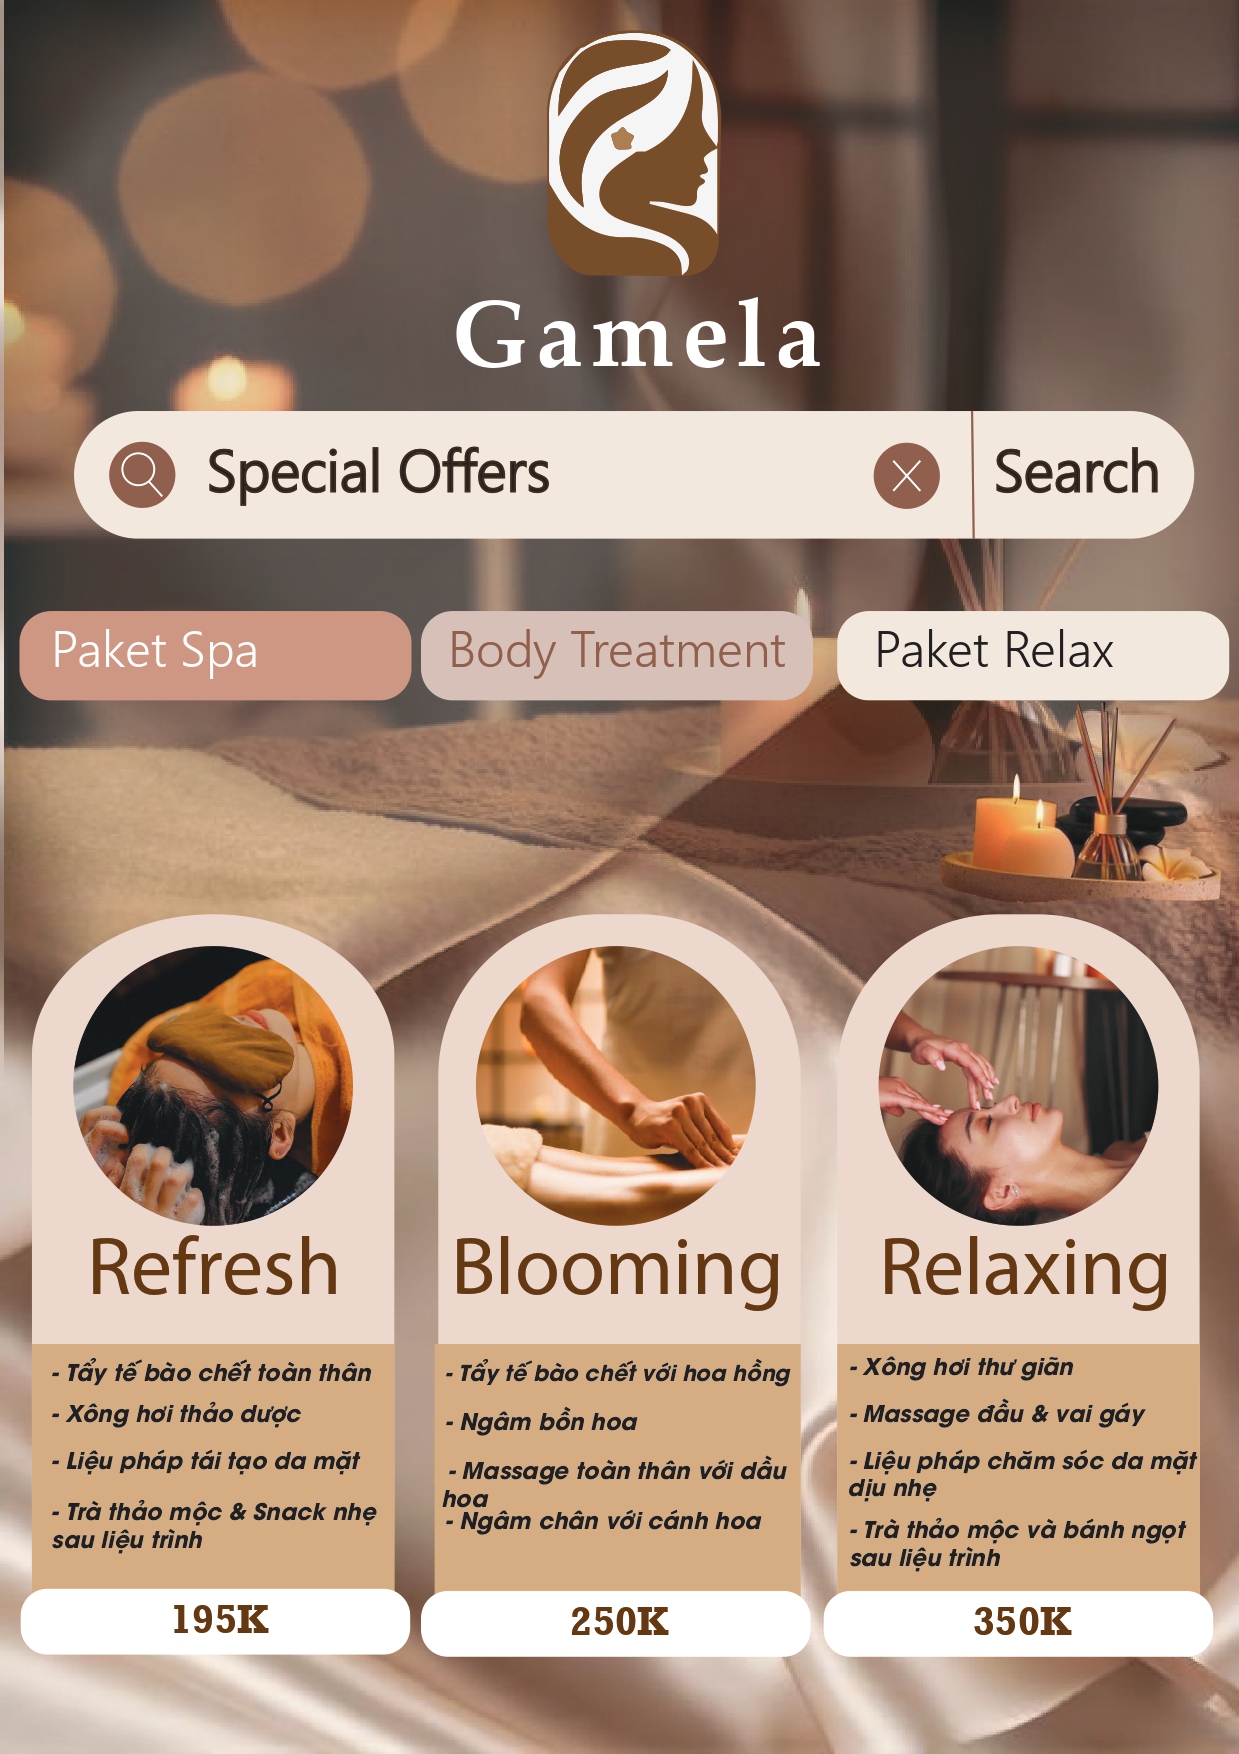 Gamela
Special Offers
Search
Paket Spa
Body Treatment
Paket Relax
Refresh
- Tẩy tế bào chết toàn thân
- Xông hơi thảo dược
- Liệu pháp tái tạo da mặt
- Trà thảo mộc & Snack nhẹ
sau liệu trình
195K
Blooming
- Tẩy tế bào chết với hoa hồng
- Ngâm bồn hoa
- Massage toàn thân với dầu
hoa
- Ngâm chân với cánh hoa
250K
Relaxing
- Xông hơi thư giãn
- Massage đầu & vai gáy
- Liệu pháp chăm sóc da mặt
dịu nhẹ
- Trà thảo mộc và bánh ngọt
sau liệu trình
350K